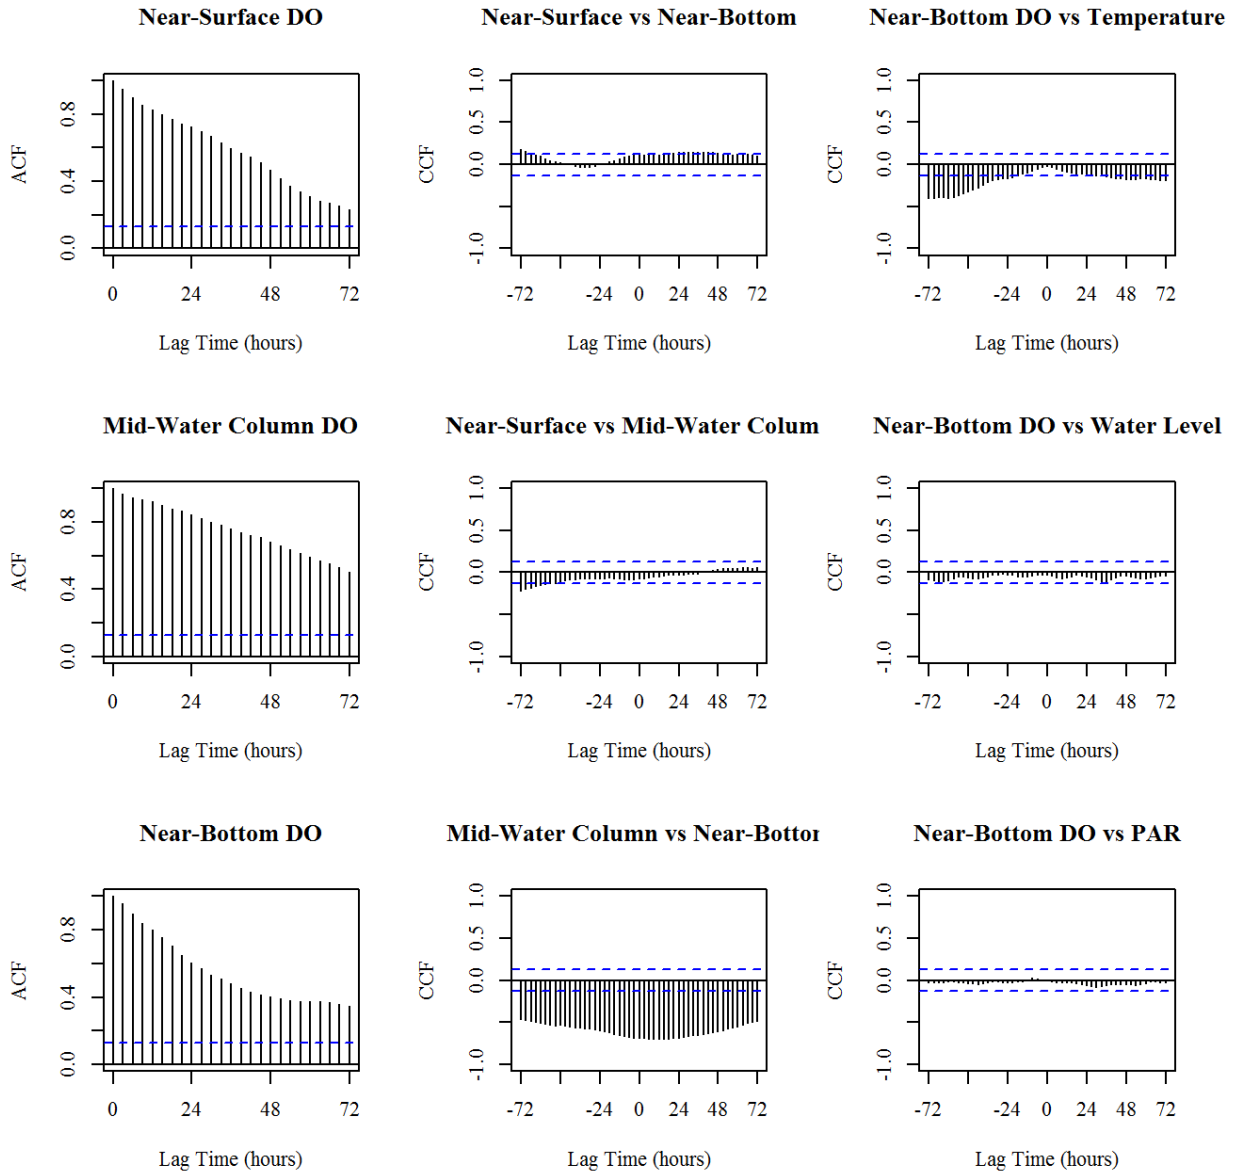 Near-Surface DO
ACF
0.0 0.4 0.8
0 24 48 72
Lag Time (hours)
Near-Surface vs Near-Bottom
CCF
-1.0 0.0 0.5 1.0
-72 -24 0 24 48 72
Lag Time (hours)
Near-Bottom DO vs Temperature
CCF
-1.0 0.0 0.5 1.0
-72 -24 0 24 48 72
Lag Time (hours)
Mid-Water Column DO
ACF
0.0 0.4 0.8
0 24 48 72
Lag Time (hours)
Near-Surface vs Mid-Water Colum
CCF
-1.0 0.0 0.5 1.0
-72 -24 0 24 48 72
Lag Time (hours)
Near-Bottom DO vs Water Level
CCF
-1.0 0.0 0.5 1.0
-72 -24 0 24 48 72
Lag Time (hours)
Near-Bottom DO
ACF
0.0 0.4 0.8
0 24 48 72
Lag Time (hours)
Mid-Water Column vs Near-Bottor
CCF
-1.0 0.0 0.5 1.0
-72 -24 0 24 48 72
Lag Time (hours)
Near-Bottom DO vs PAR
CCF
-1.0 0.0 0.5 1.0
-72 -24 0 24 48 72
Lag Time (hours)